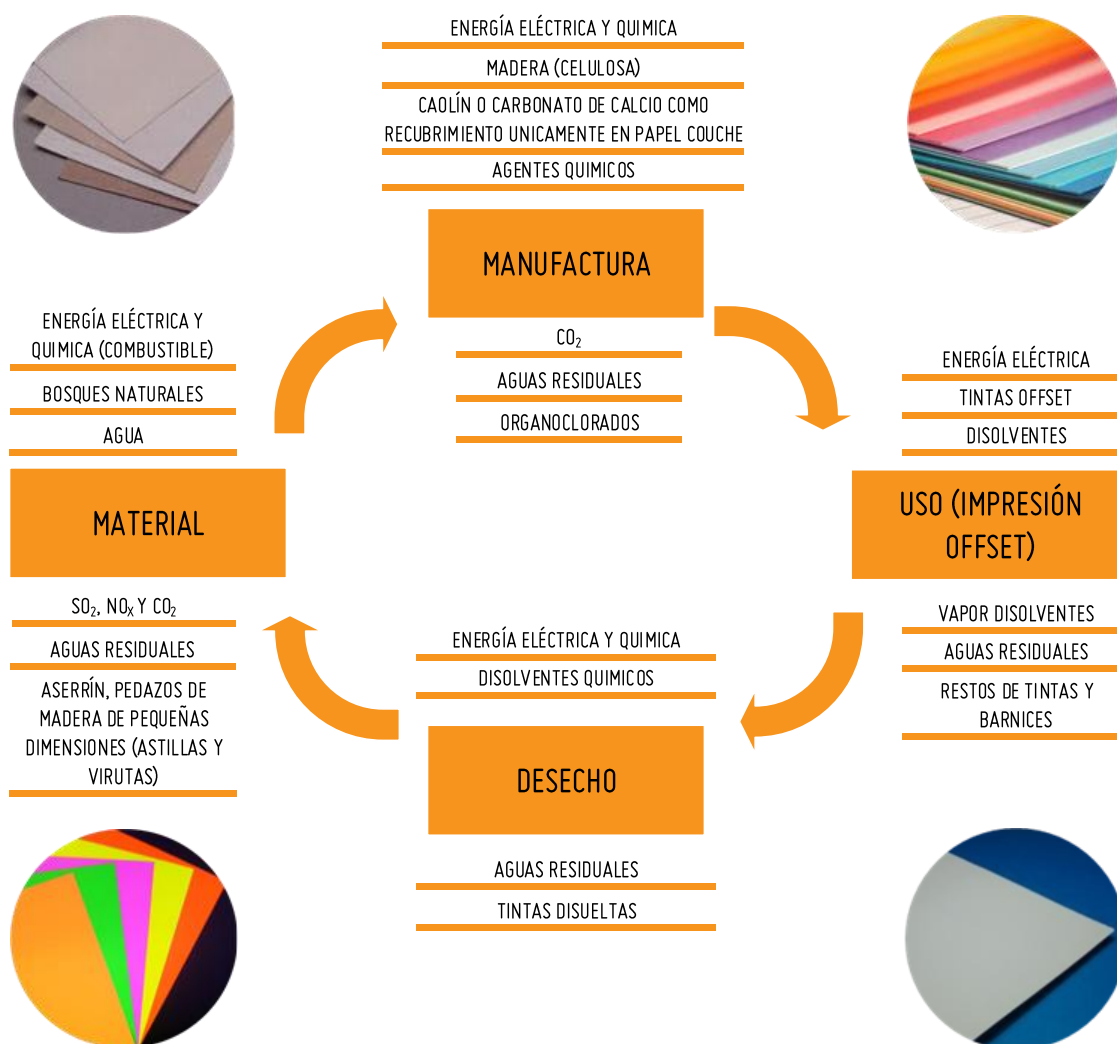 ENERGÍA ELÉCTRICA Y QUIMICA
MADERA (CELULOSA)
CAOLÍN O CARBONATO DE CALCIO COMO
RECUBRIMIENTO UNICAMENTE EN PAPEL COUCHE
AGENTES QUIMICOS
MANUFACTURA
CO₂
AGUAS RESIDUALES
ORGANOCLORADOS
ENERGÍA ELÉCTRICA Y
QUIMICA (COMBUSTIBLE)
BOSQUES NATURALES
AGUA
MATERIAL
SO₂, NOₓ Y CO₂
AGUAS RESIDUALES
ASERRÍN, PEDAZOS DE
MADERA DE PEQUEÑAS
DIMENSIONES (ASTILLAS Y
VIRUTAS)
ENERGÍA ELÉCTRICA
TINTAS OFFSET
DISOLVENTES
USO (IMPRESIÓN
OFFSET)
VAPOR DISOLVENTES
AGUAS RESIDUALES
RESTOS DE TINTAS Y
BARNICES
ENERGÍA ELÉCTRICA Y QUIMICA
DISOLVENTES QUIMICOS
DESECHO
AGUAS RESIDUALES
TINTAS DISUELTAS